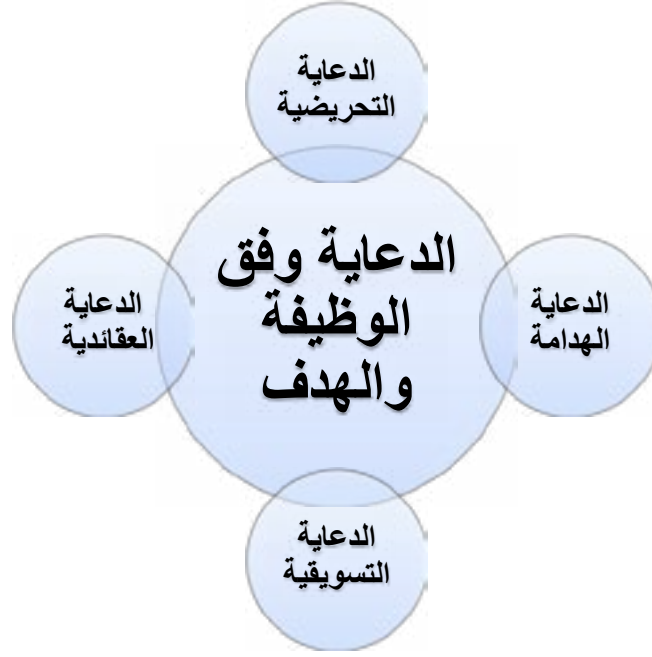 الدعاية
التحريضية
الدعاية وفق
الوظيفة
والهدف
الدعاية
الهدامة
الدعاية
العقائدية
الدعاية
التسويقية